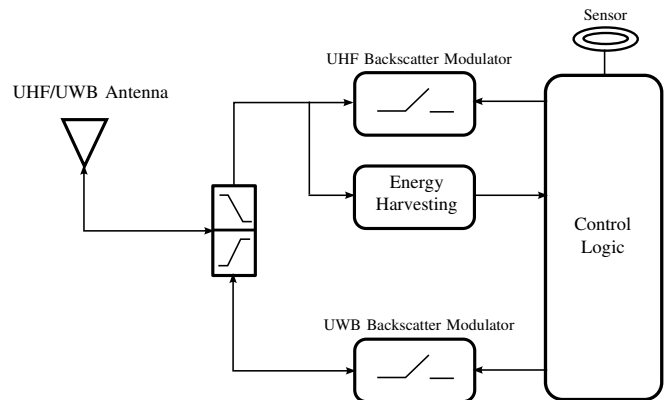 Sensor
UHF Backscatter Modulator
UHF/UWB Antenna
Energy
Harvesting
Control
Logic
UWB Backscatter Modulator